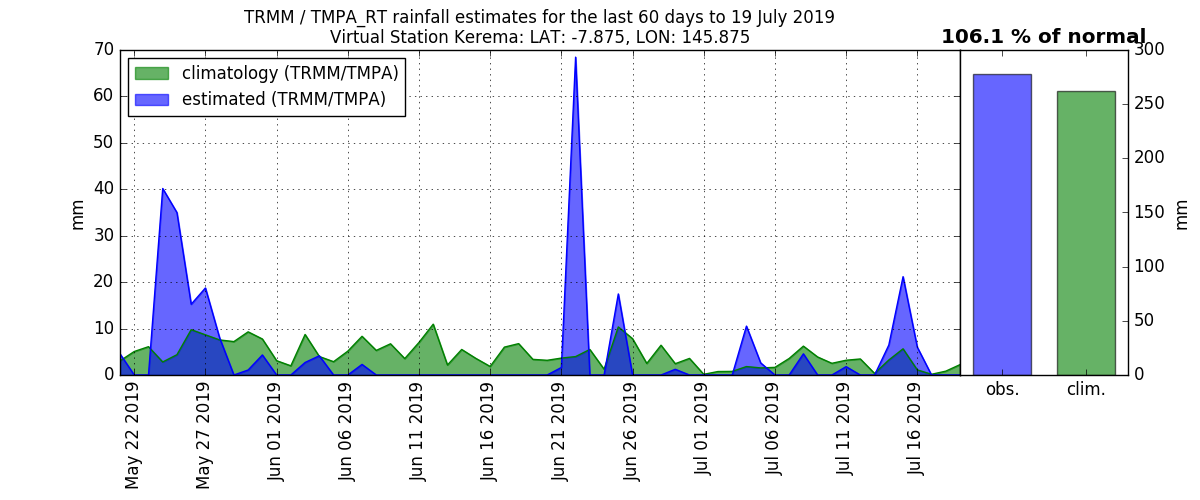 TRMM / TMPA_RT rainfall estimates for the last 60 days to 19 July 2019
Virtual Station Kerema: LAT: -7.875, LON: 145.875
106.1 % of normal
climatology (TRMM/TMPA)
estimated (TRMM/TMPA)
mm
70
60
50
40
30
20
10
0
May 22 2019
May 27 2019
Jun 01 2019
Jun 06 2019
Jun 11 2019
Jun 16 2019
Jun 21 2019
Jun 26 2019
Jul 01 2019
Jul 06 2019
Jul 11 2019
Jul 16 2019
300
250
200
150
100
50
0
mm
obs.
clim.